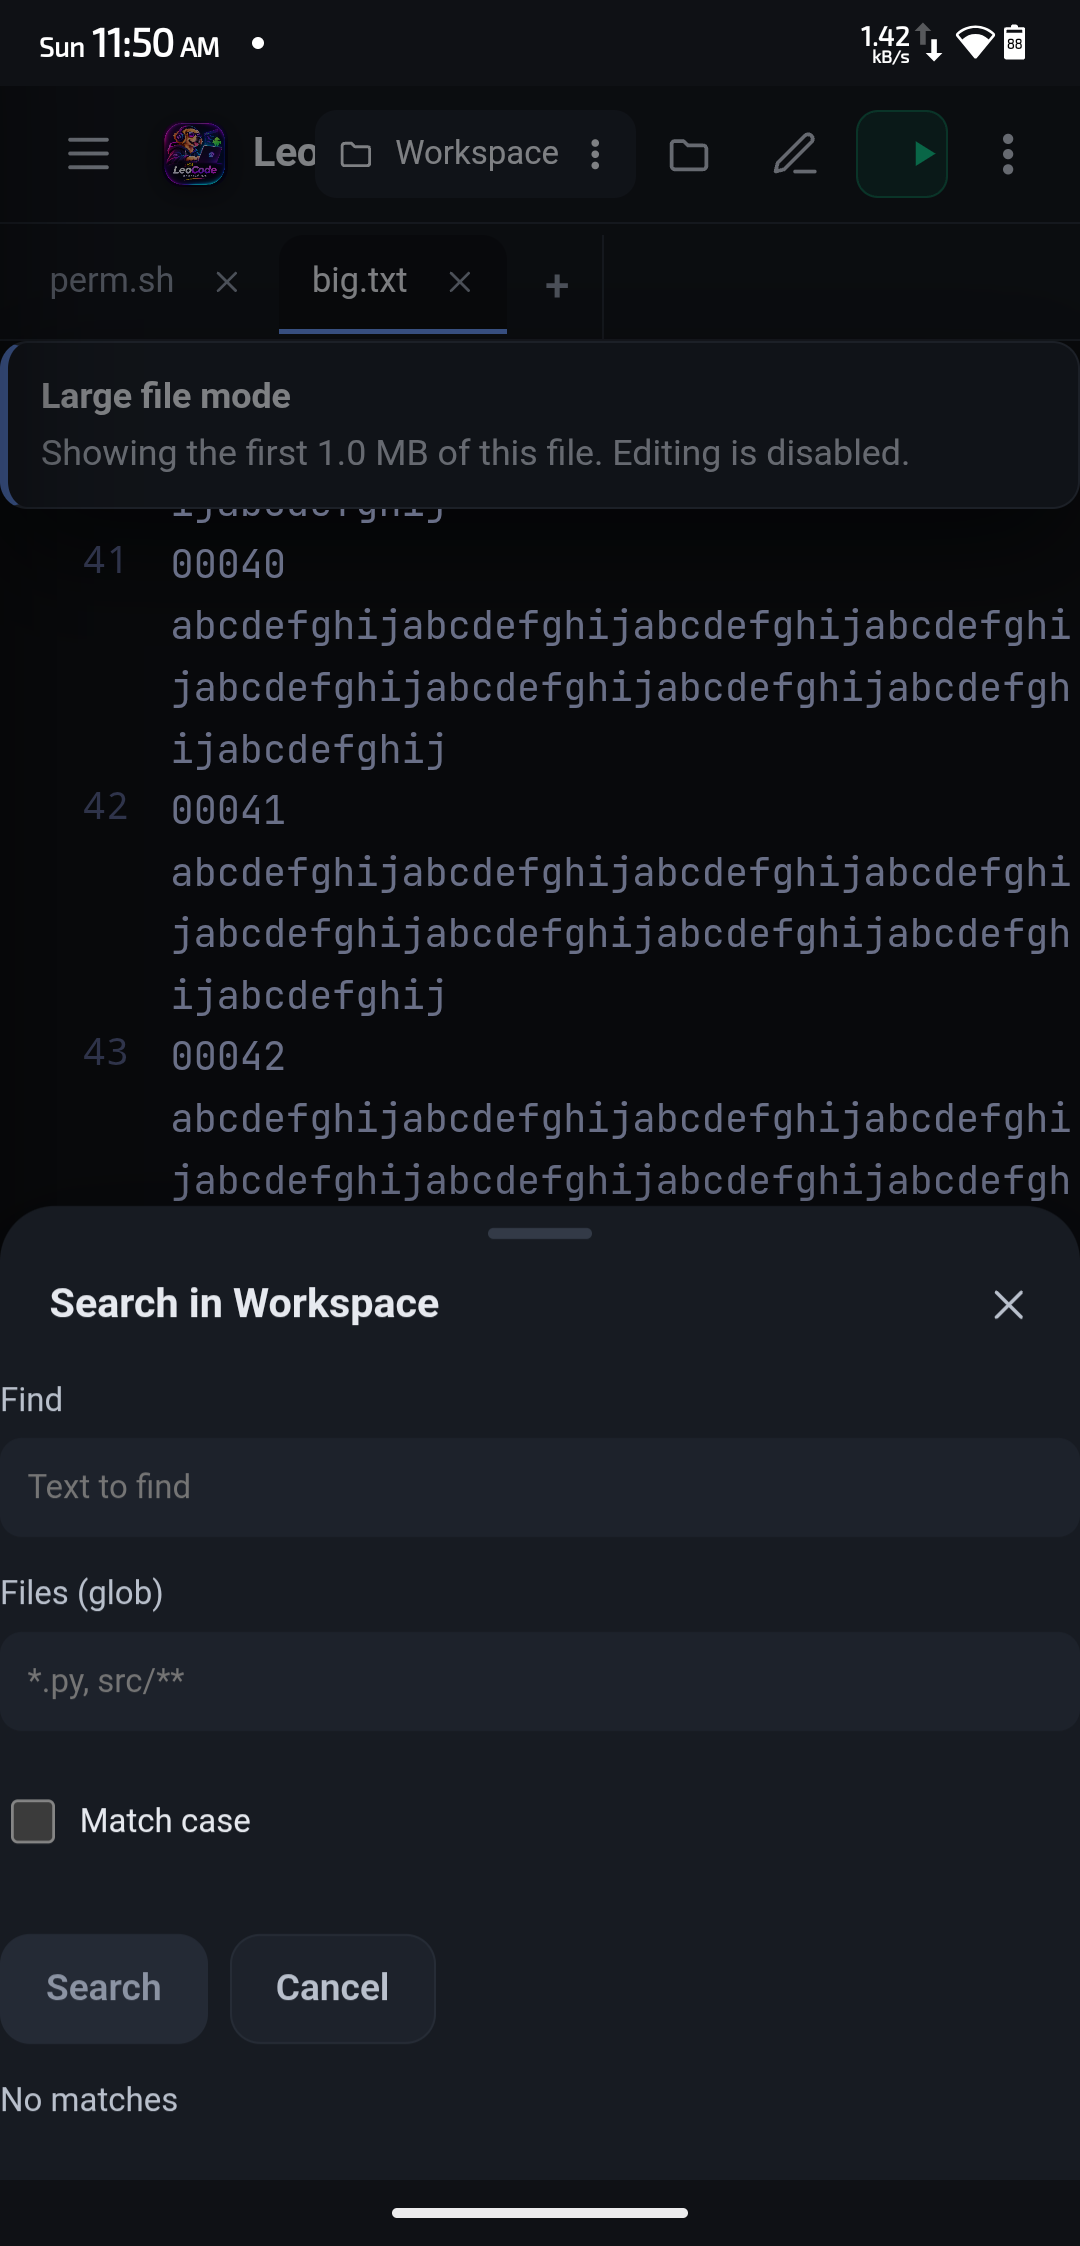 Sun 11:50 AM
1.42 kB/s
88
LeoCode
Leo
Workspace
perm.sh
big.txt
+
Large file mode
Showing the first 1.0 MB of this file. Editing is disabled.
ijabcdefghij
41 00040
abcdefghijabcdefghijabcdefghijabcdefghi
jabcdefghijabcdefghijabcdefghijabcdefgh
ijabcdefghij
42 00041
abcdefghijabcdefghijabcdefghijabcdefghi
jabcdefghijabcdefghijabcdefghijabcdefgh
ijabcdefghij
43 00042
abcdefghijabcdefghijabcdefghijabcdefghi
jabcdefghijabcdefghijabcdefghijabcdefgh
Search in Workspace
Find
Text to find
Files (glob)
*.py, src/**
Match case
Search
Cancel
No matches